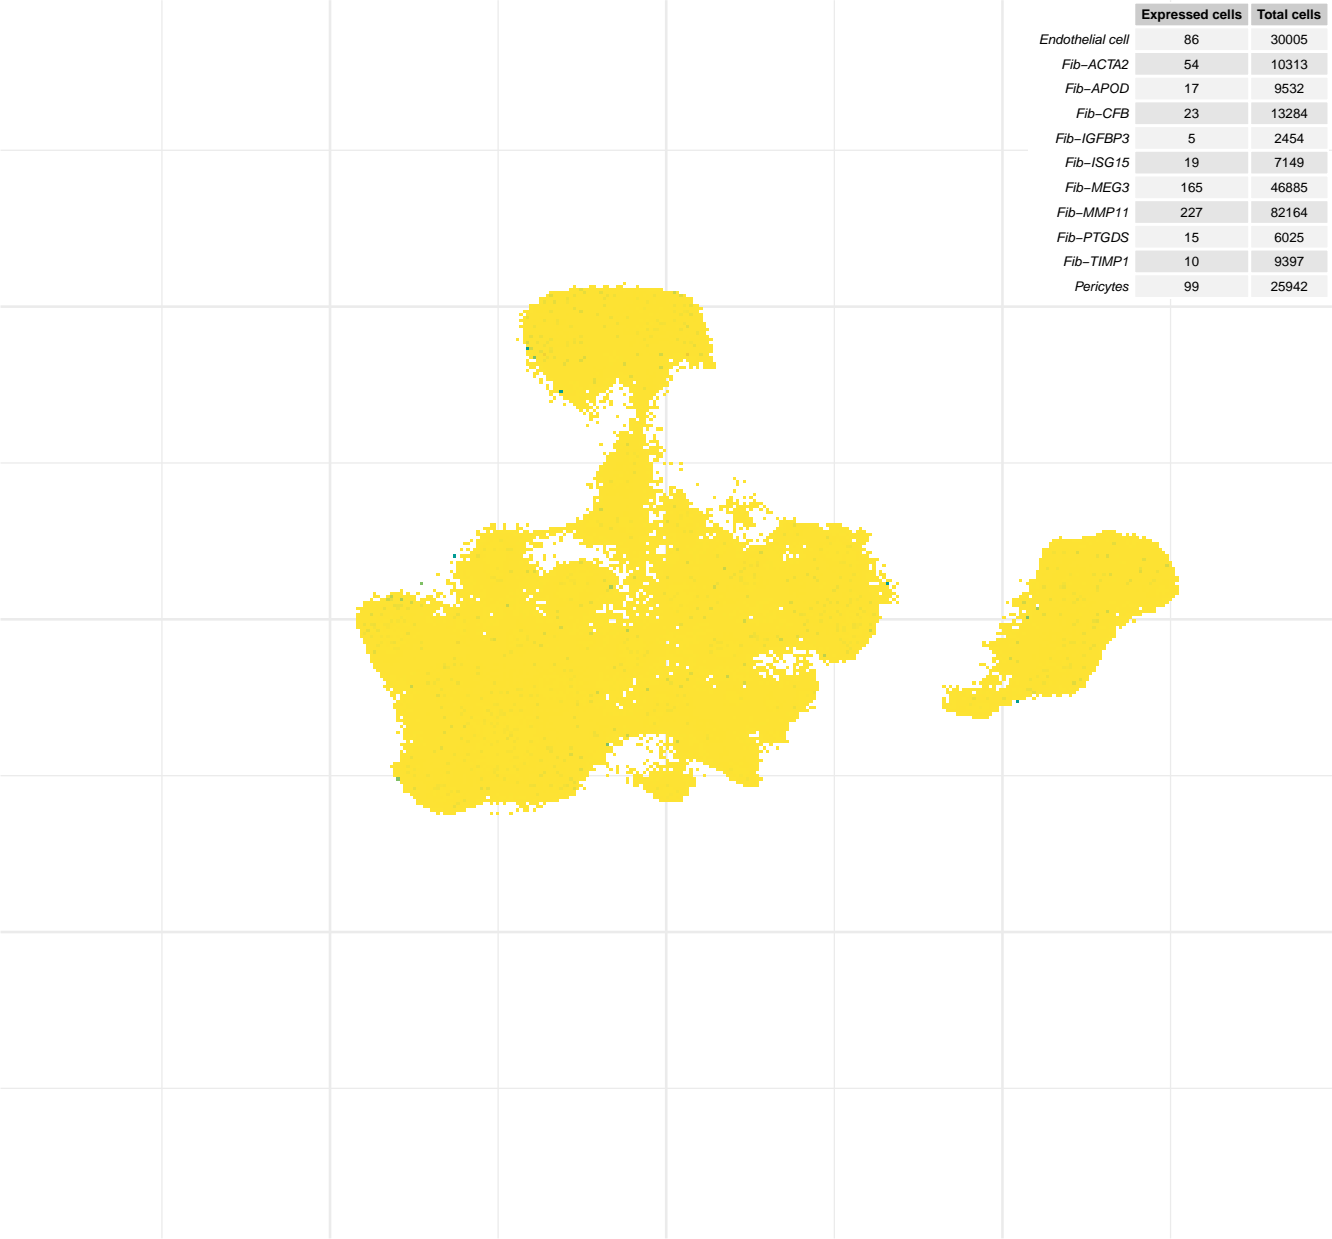 Expressed cells Total cells
Endothelial cell 86 30005
Fib−ACTA2 54 10313
Fib−APOD 17 9532
Fib−CFB 23 13284
Fib−IGFBP3 5 2454
Fib−ISG15 19 7149
Fib−MEG3 165 46885
Fib−MMP11 227 82164
Fib−PTGDS 15 6025
Fib−TIMP1 10 9397
Pericytes 99 25942